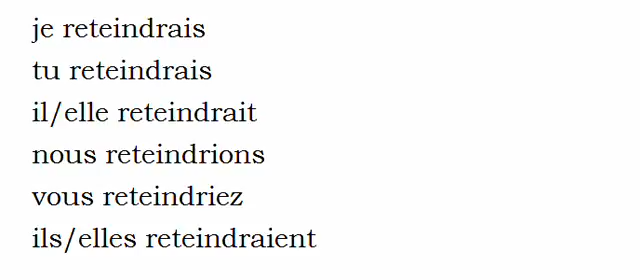 je reteindrais
tu reteindrais
il/elle reteindrait
nous reteindrions
vous reteindriez
ils/elles reteindraient